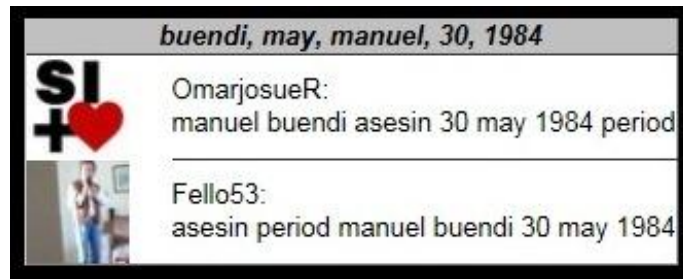 buendi, may, manuel, 30, 1984
SI
+
OmarjosueR:
manuel buendi asesin 30 may 1984 period
Fello53:
asesin period manuel buendi 30 may 1984